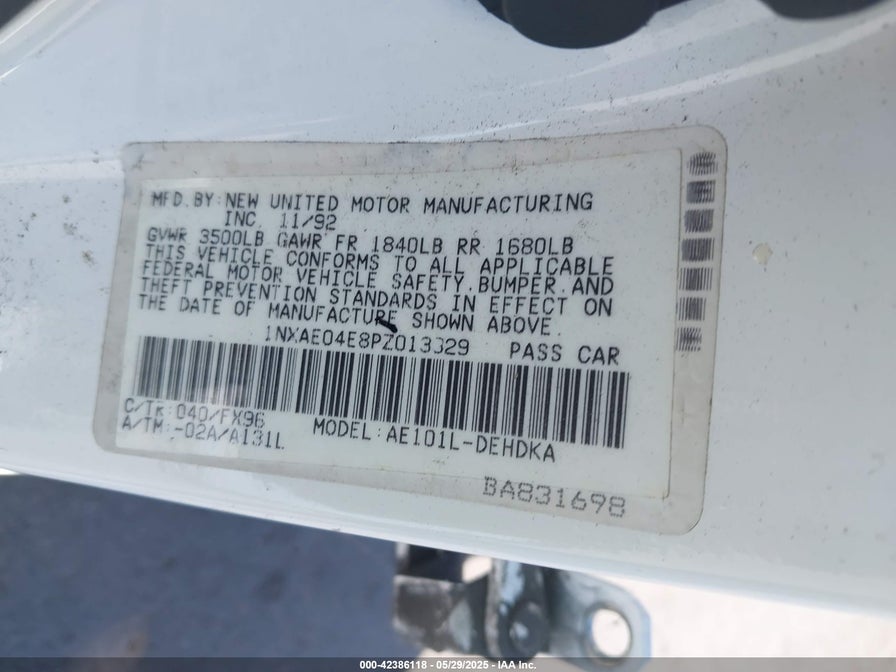 MFD. BY: NEW UNITED MOTOR MANUFACTURING
INC. 11/92
GVWR 3500LB GAWR FR 1840LB RR 1680LB
THIS VEHICLE CONFORMS TO ALL APPLICABLE
FEDERAL MOTOR VEHICLE SAFETY, BUMPER AND
THEFT PREVENTION STANDARDS IN EFFECT ON
THE DATE OF MANUFACTURE SHOWN ABOVE.
1NXAE04E8PZ013329 PASS CAR
C/TR: 040/FX96
A/TM: -02A/A131L
MODEL: AE101L-DEHDKA
BA831698
000-42386118 - 05/29/2025 - IAA Inc.